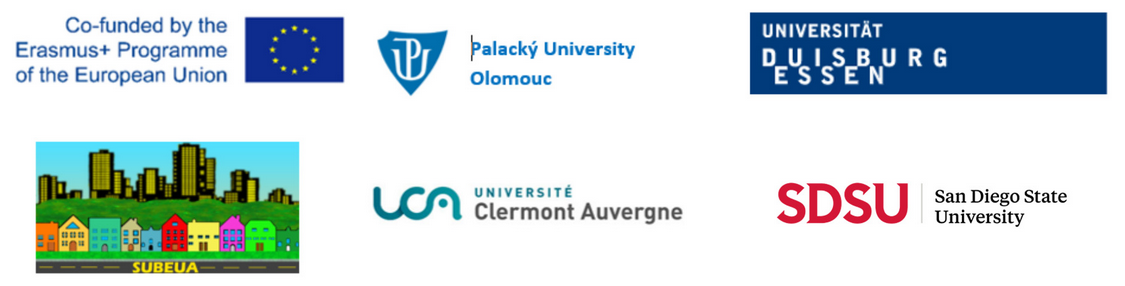 Co-funded by the
Erasmus+ Programme
of the European Union
Palacký University
Olomouc
UNIVERSITÄT
DUISBURG
ESSEN
SUBEUA
uca
UNIVERSITÉ
Clermont Auvergne
SDSU
San Diego State
University